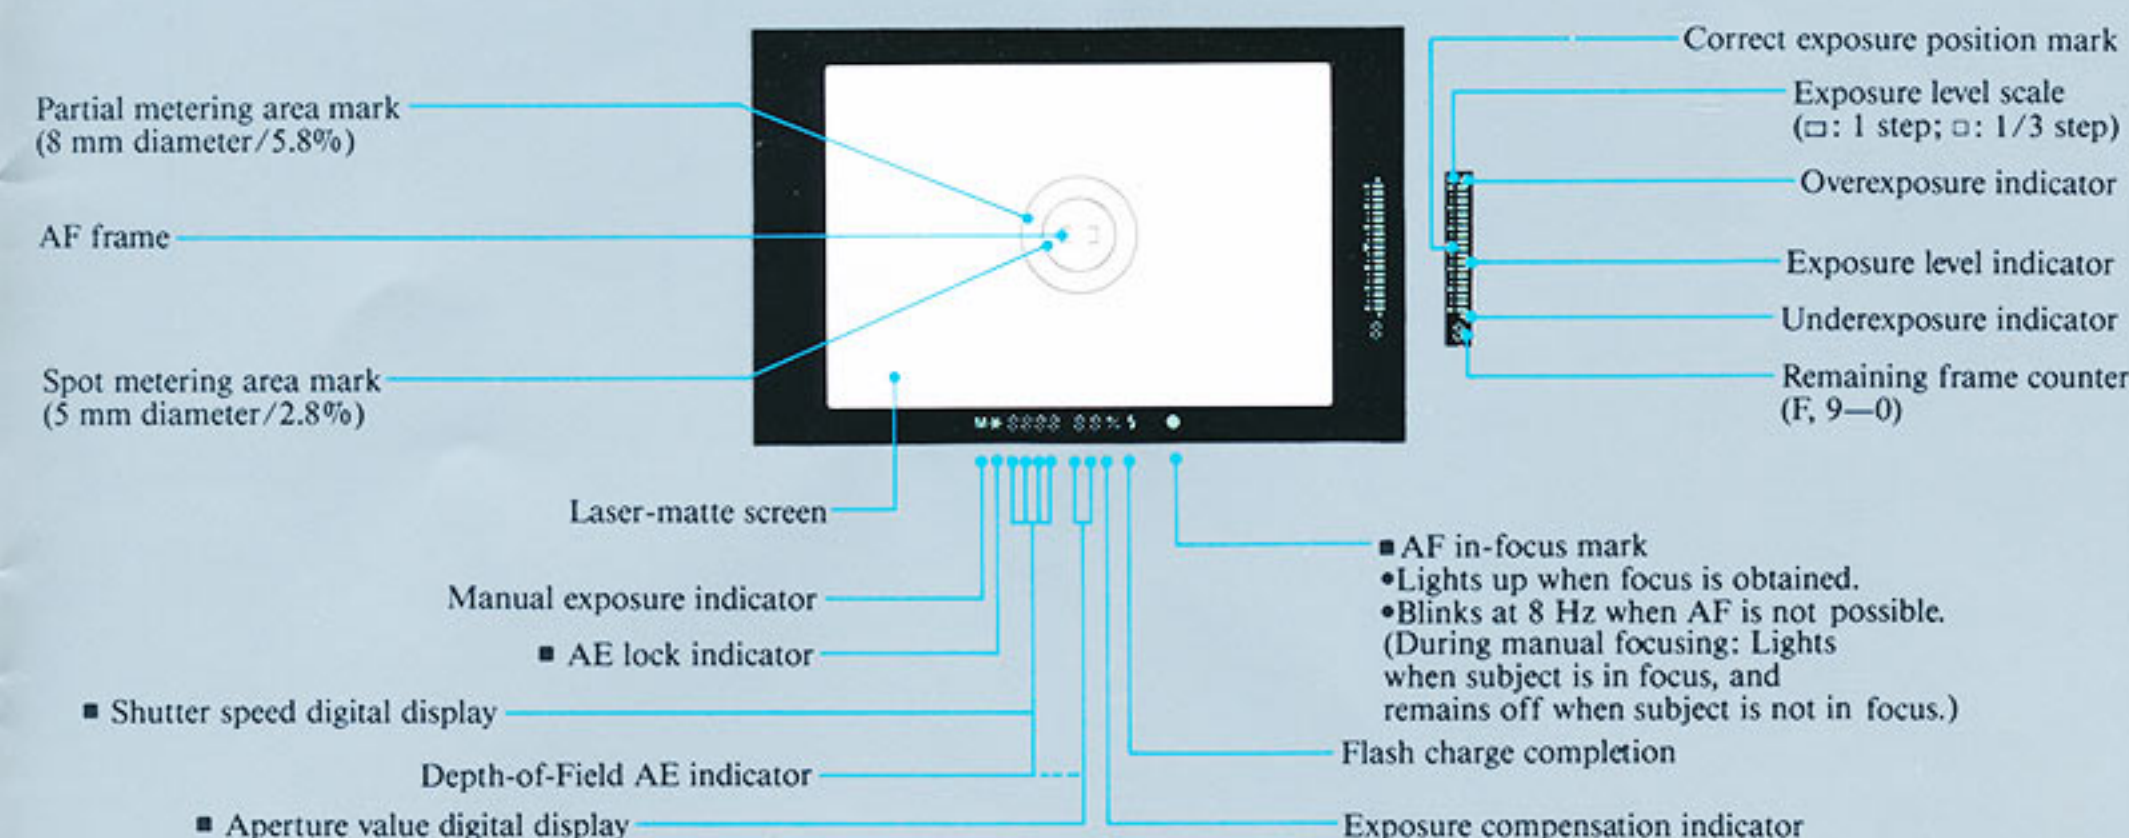 Partial metering area mark
(8 mm diameter/5.8%)
AF frame
Spot metering area mark
(5 mm diameter/2.8%)
Correct exposure position mark
Exposure level scale
(▭: 1 step; □: 1/3 step)
Overexposure indicator
Exposure level indicator
Underexposure indicator
Remaining frame counter
(F, 9—0)
M✱8888 88
Laser-matte screen
Manual exposure indicator
■ AE lock indicator
■ Shutter speed digital display
Depth-of-Field AE indicator
■ Aperture value digital display
■ AF in-focus mark
●Lights up when focus is obtained.
●Blinks at 8 Hz when AF is not possible.
(During manual focusing: Lights
when subject is in focus, and
remains off when subject is not in focus.)
Flash charge completion
Exposure compensation indicator